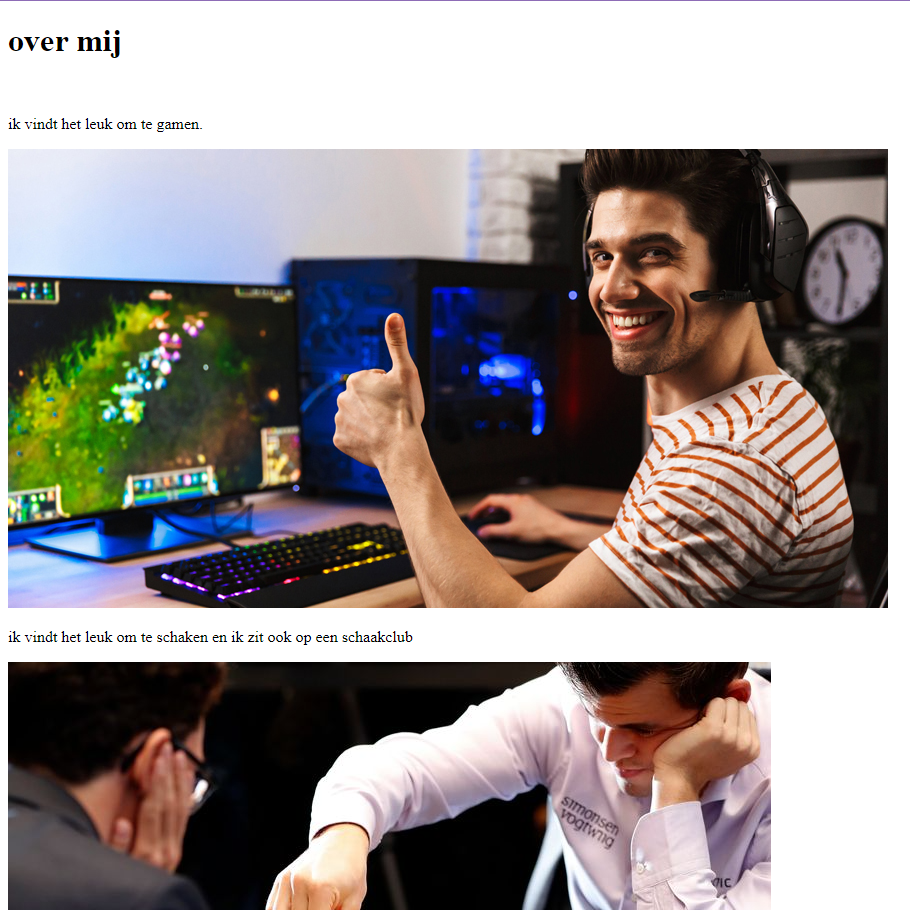 over mij
ik vindt het leuk om te gamen.
ik vindt het leuk om te schaken en ik zit ook op een schaakclub
simonsen
vogtwiig